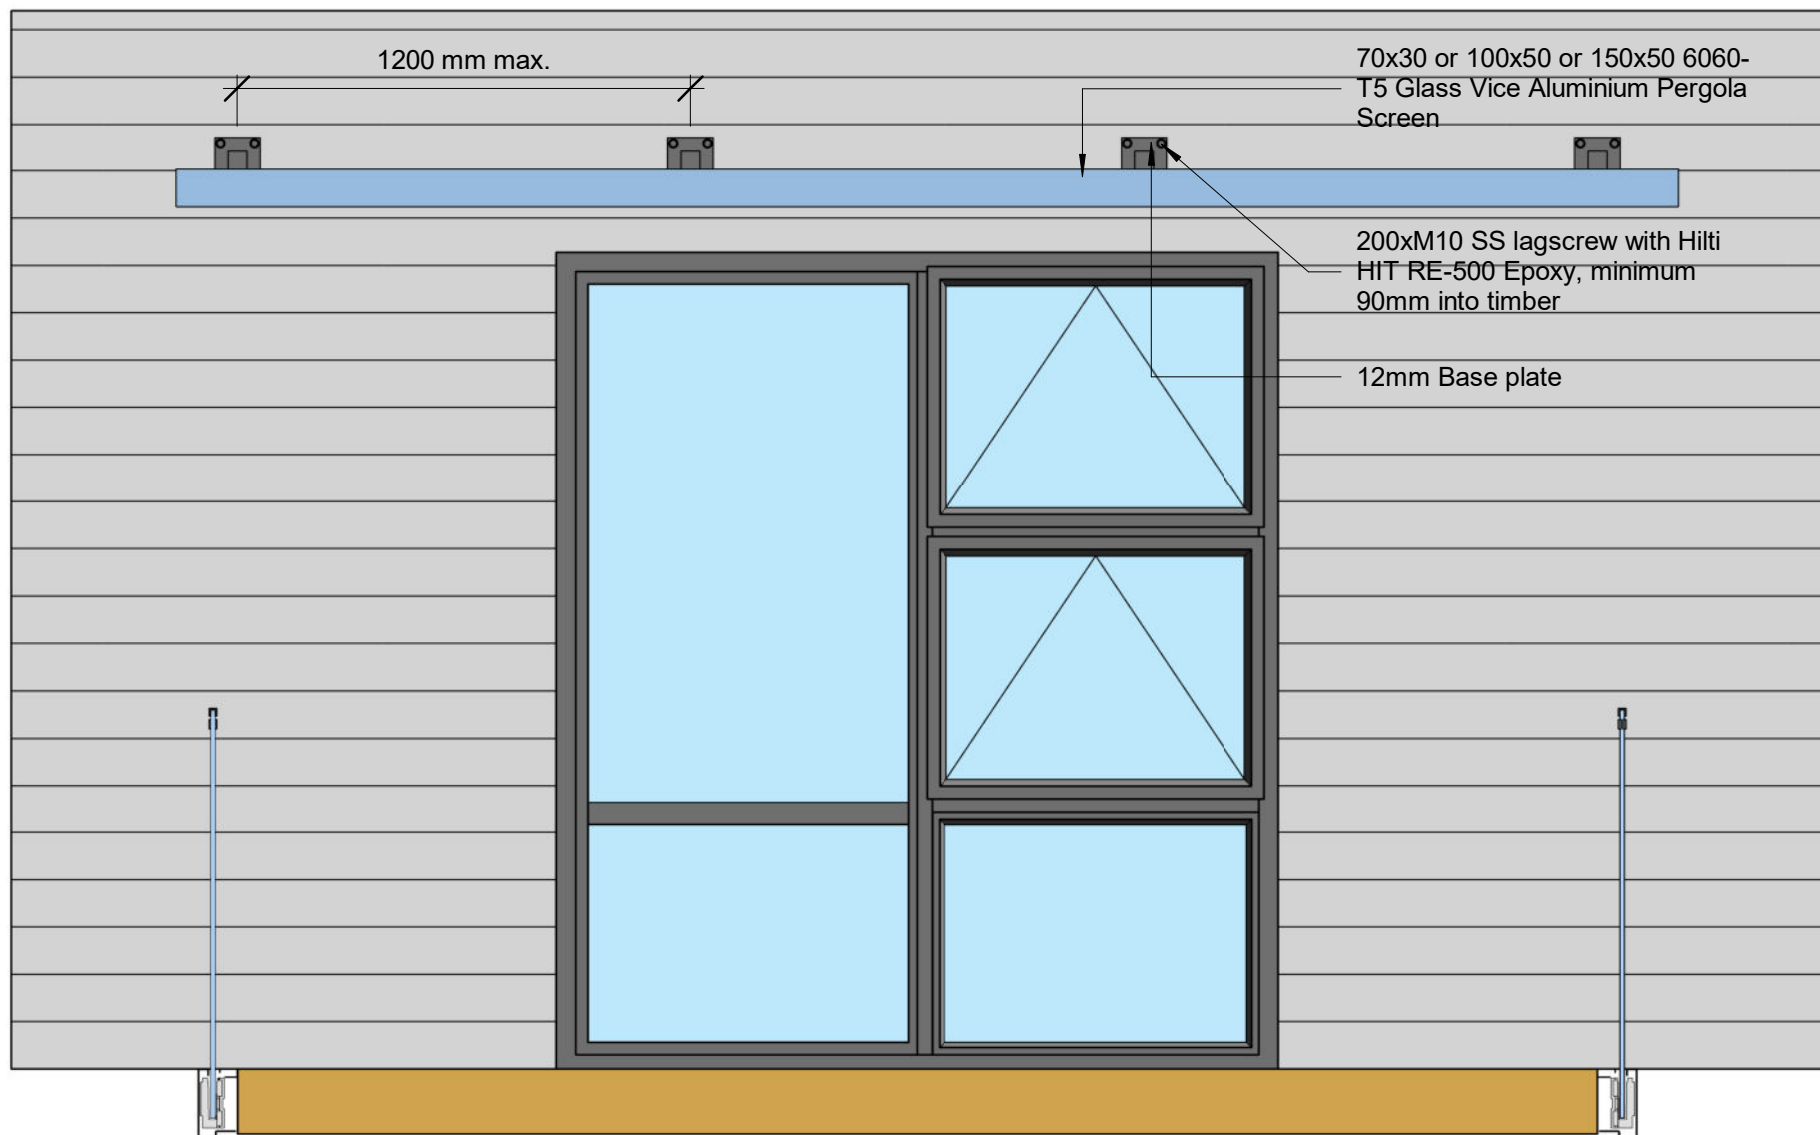 1200 mm max.
70x30 or 100x50 or 150x50 6060-
T5 Glass Vice Aluminium Pergola
Screen
200xM10 SS lagscrew with Hilti
HIT RE-500 Epoxy, minimum
90mm into timber
12mm Base plate